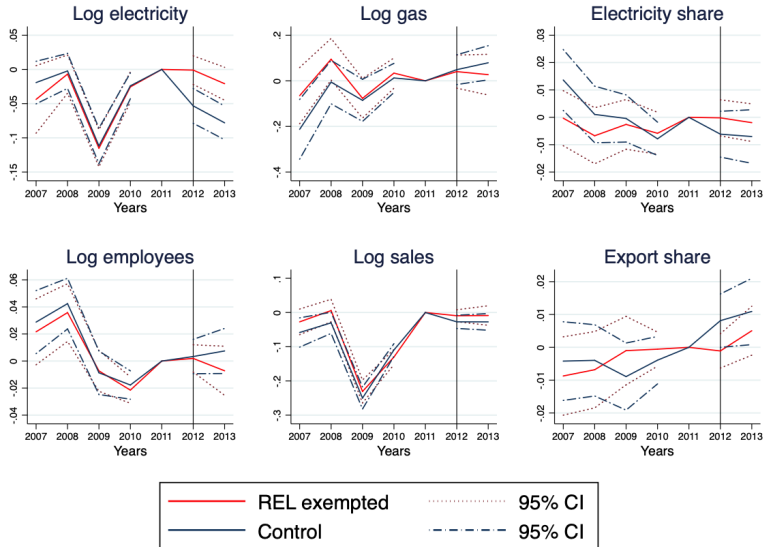 Log electricity
.05
0
-.05
-.1
-.15
2007 2008 2009 2010 2011 2012 2013
Years
Log gas
.2
0
-.2
-.4
2007 2008 2009 2010 2011 2012 2013
Years
Electricity share
.03
.02
.01
0
-.01
-.02
2007 2008 2009 2010 2011 2012 2013
Years
Log employees
.06
.04
.02
0
-.02
-.04
2007 2008 2009 2010 2011 2012 2013
Years
Log sales
.1
0
-.1
-.2
-.3
2007 2008 2009 2010 2011 2012 2013
Years
Export share
.02
.01
0
-.01
-.02
2007 2008 2009 2010 2011 2012 2013
Years
REL exempted 95% CI
Control 95% CI